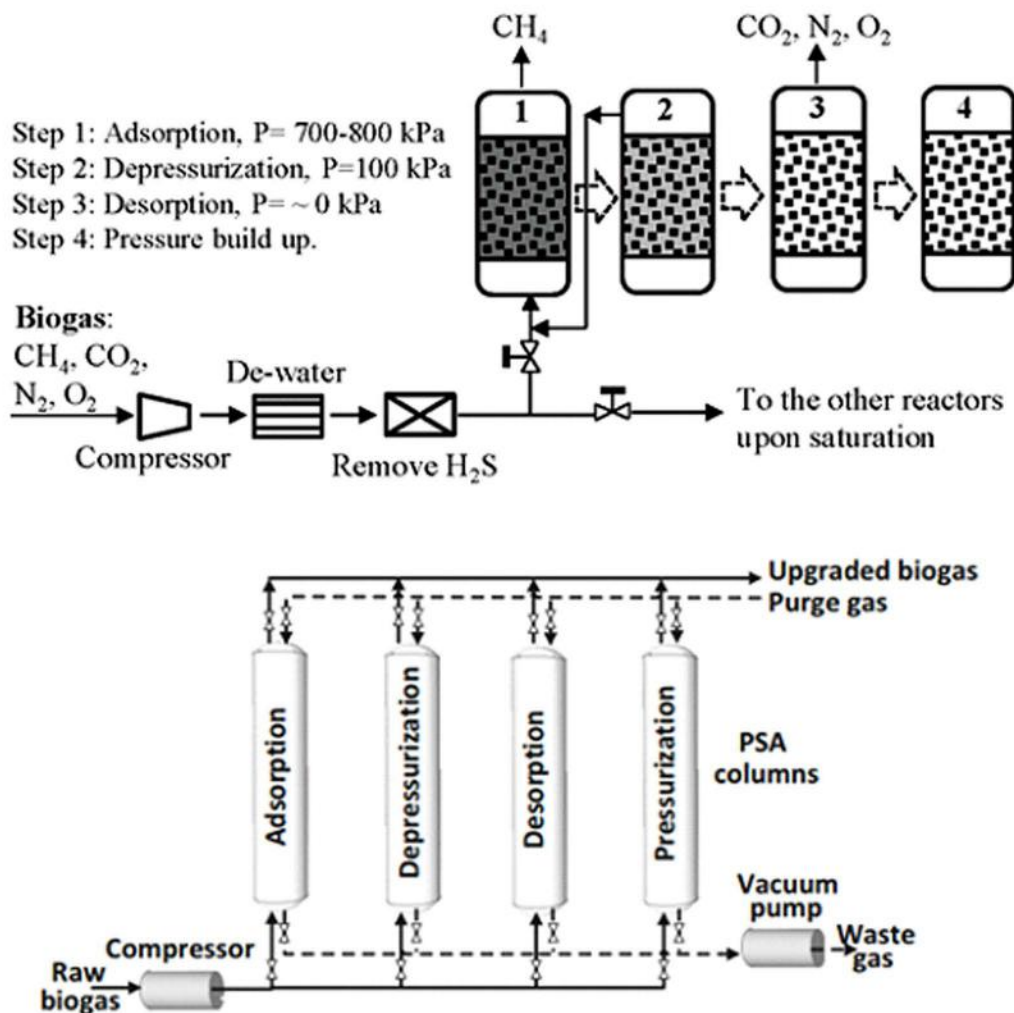 CH₄
CO₂, N₂, O₂
1
2
3
4
Step 1: Adsorption, P= 700-800 kPa
Step 2: Depressurization, P=100 kPa
Step 3: Desorption, P= ~ 0 kPa
Step 4: Pressure build up.
Biogas:
CH₄, CO₂,
N₂, O₂
De-water
Compressor
Remove H₂S
To the other reactors
upon saturation
Upgraded biogas
Purge gas
Adsorption
Depressurization
Desorption
Pressurization
PSA
columns
Vacuum
pump
Waste
gas
Compressor
Raw
biogas